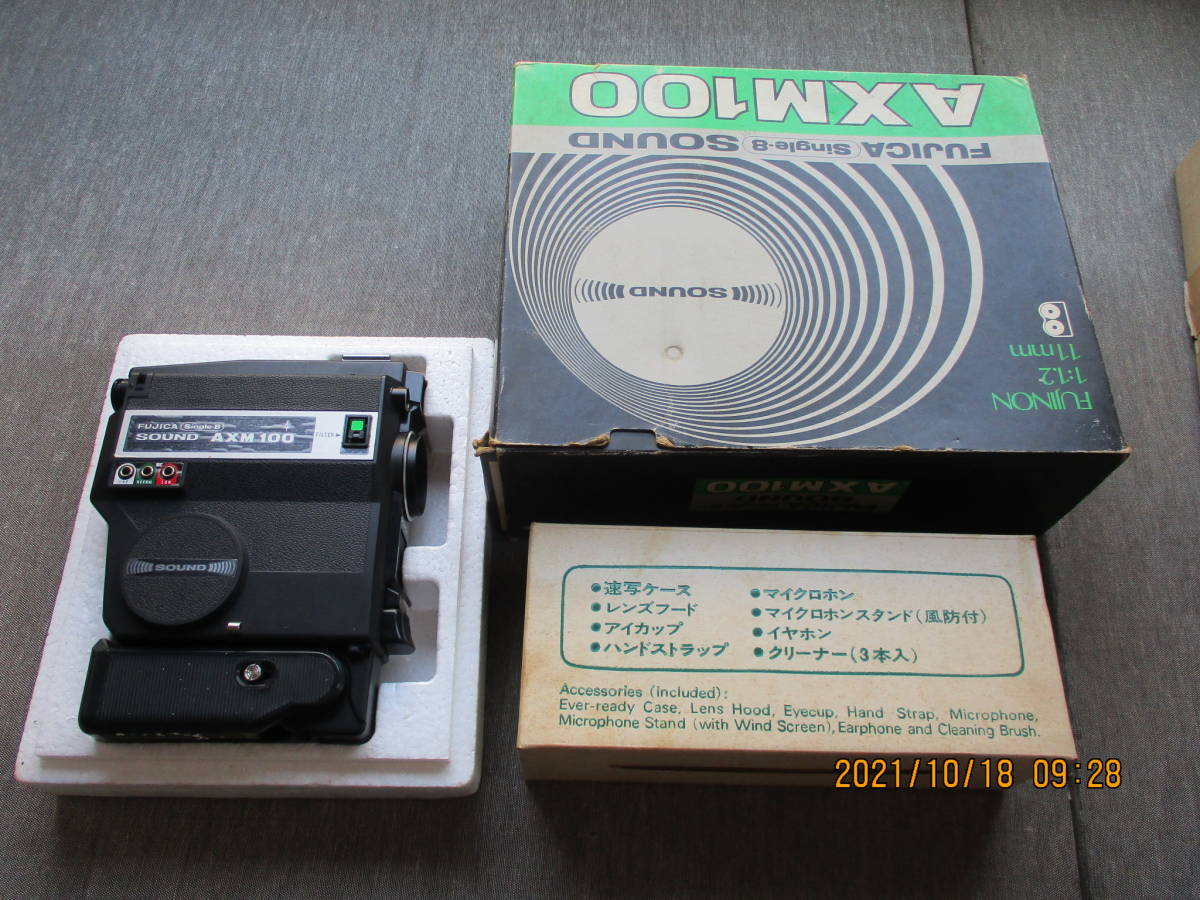 AXM100
FUJICA Single-8 SOUND
SOUND
FUJINON
1:1.2
11mm
AXM100
SOUND
FUJICA (Single-8)
SOUND AXM 100
FILTER
SOUND
●速写ケース
●レンズフード
●アイカップ
●ハンドストラップ
●マイクロホン
●マイクロホンスタンド(風防付)
●イヤホン
●クリーナー(3本入)
Accessories (included):
Ever-ready Case, Lens Hood, Eyecup, Hand Strap, Microphone,
Microphone Stand (with Wind Screen), Earphone and Cleaning Brush.
2021/10/18 09:28